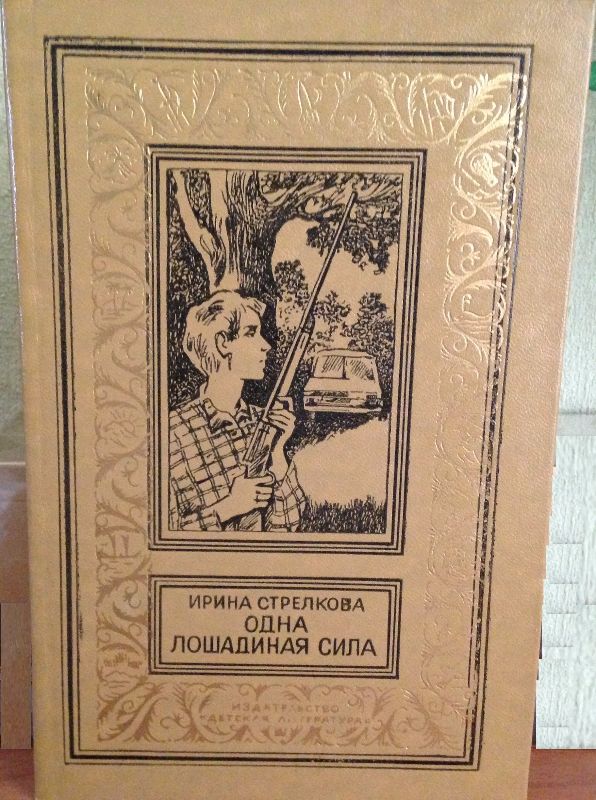 ИРИНА СТРЕЛКОВА
ОДНА
ЛОШАДИНАЯ СИЛА
ИЗДАТЕЛЬСТВО
«ДЕТСКАЯ ЛИТЕРАТУРА»